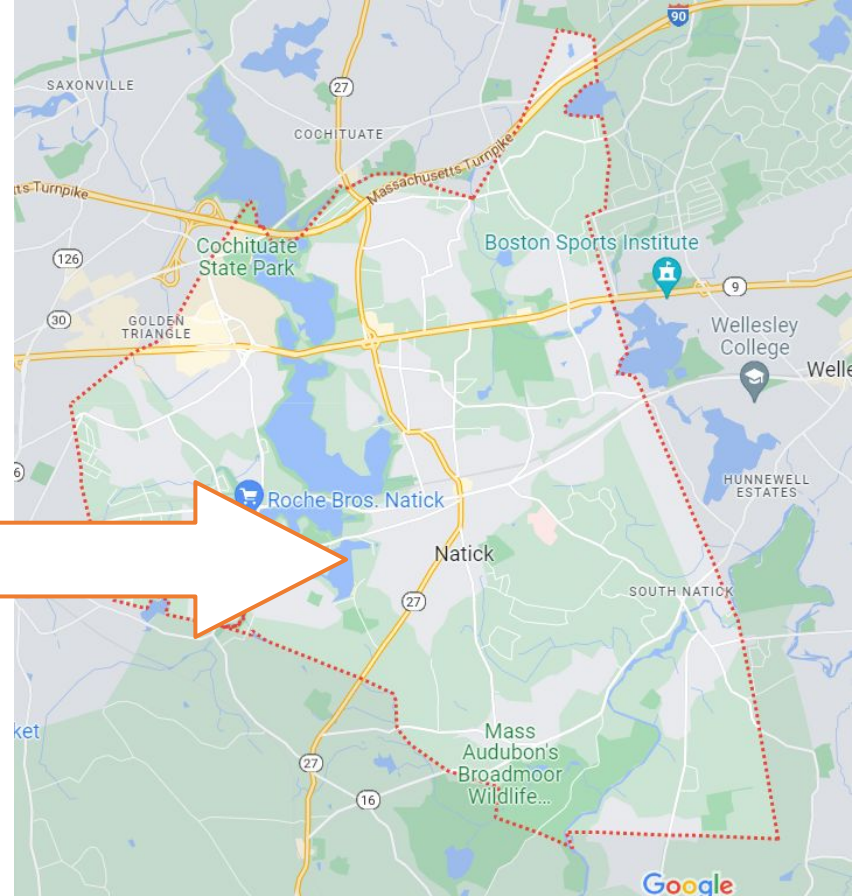 90
SAXONVILLE
27
COCHITUATE
Massachusetts Turnpike
ts Turnpike
Cochituate
State Park
Boston Sports Institute
126
9
30
GOLDEN
TRIANGLE
Wellesley
College
Welle
6
Roche Bros. Natick
HUNNEWELL
ESTATES
Natick
27
SOUTH NATICK
ket
Mass
Audubon's
Broadmoor
Wildlife...
27
16
Google